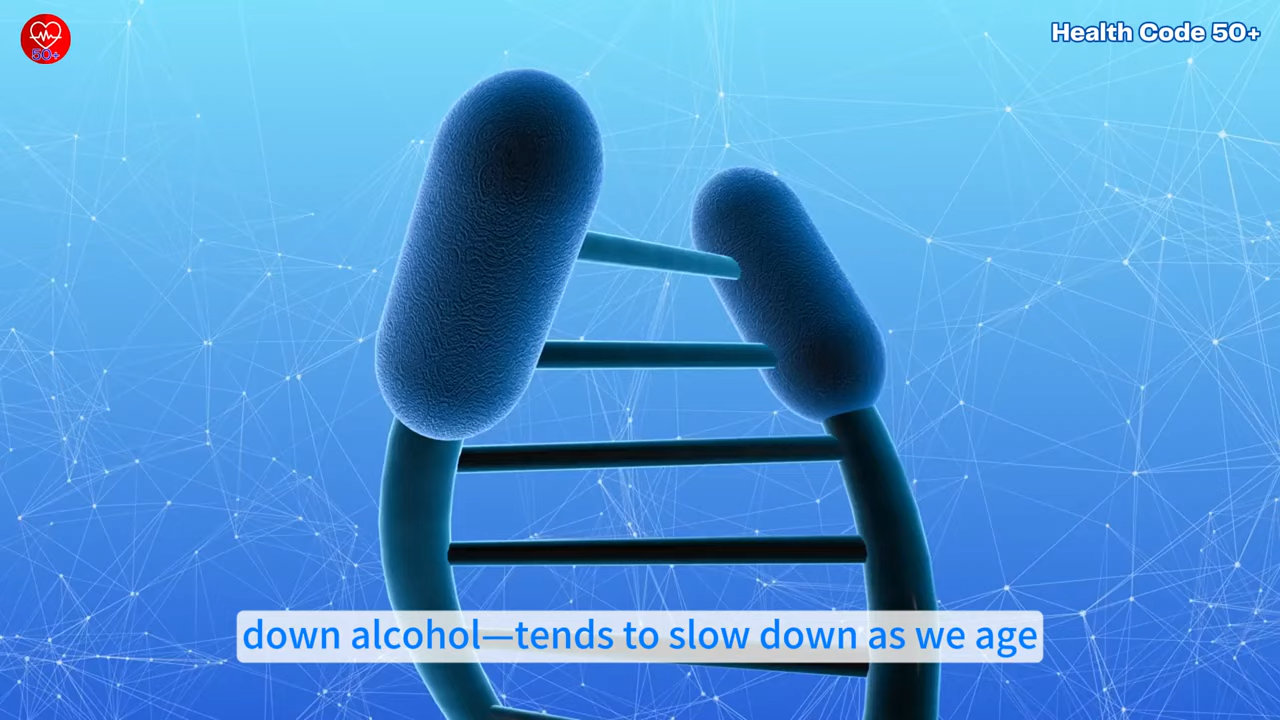 50+
Health Code 50+
down alcohol—tends to slow down as we age